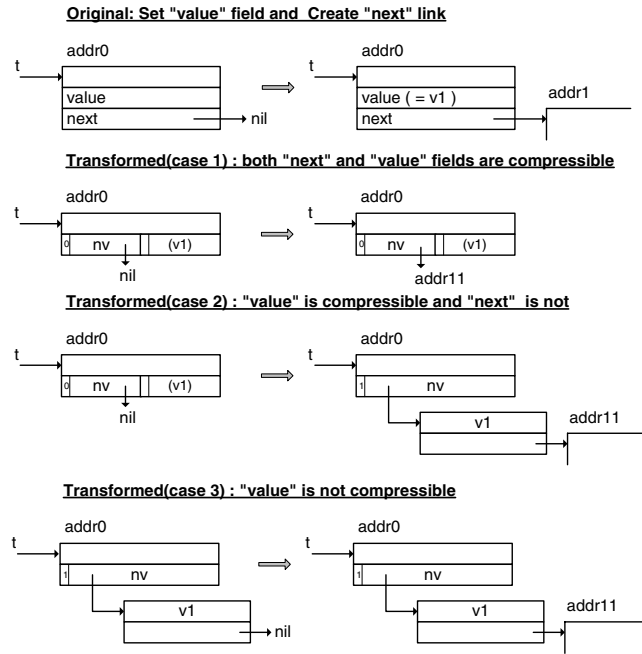 Original: Set "value" field and Create "next" link
addr0 addr0
t t
value value ( = v1 ) addr1
next nil next
Transformed(case 1) : both "next" and "value" fields are compressible
addr0 addr0
t t
0 nv (v1) 0 nv (v1)
nil addr11
Transformed(case 2) : "value" is compressible and "next" is not
addr0 addr0
t t
0 nv (v1) 1 nv
nil
v1 addr11
Transformed(case 3) : "value" is not compressible
addr0 addr0
t t
1 nv 1 nv
v1 v1 addr11
nil